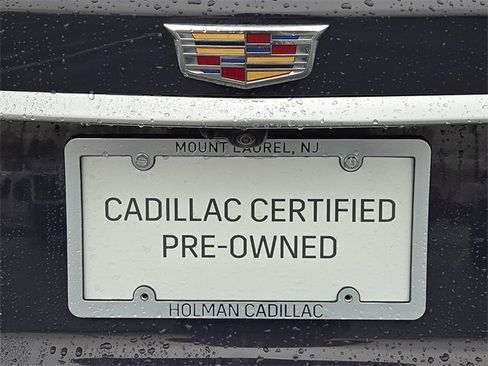 MOUNT LAUREL, NJ
CADILLAC CERTIFIED
PRE-OWNED
HOLMAN CADILLAC